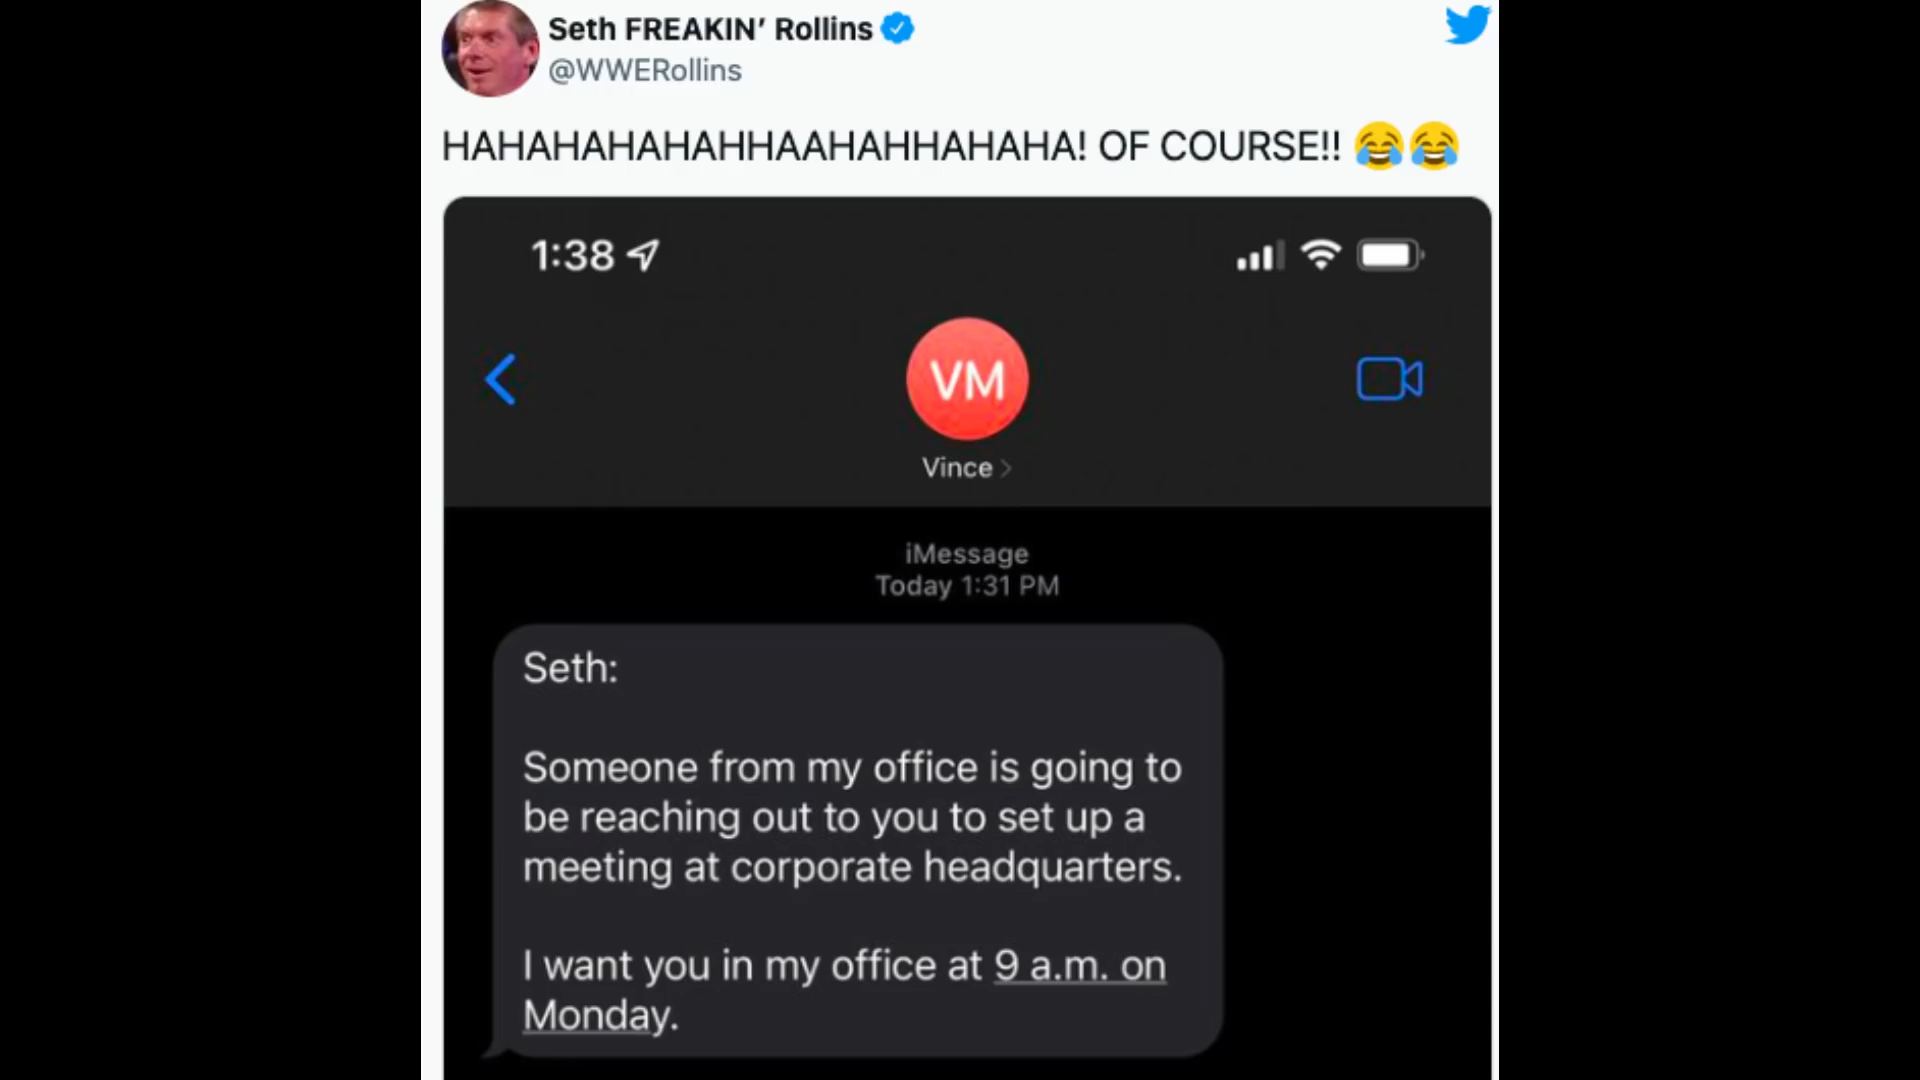 Seth FREAKIN’ Rollins
@WWERollins
HAHAHAHAHAHHAAHAHHAHAHA! OF COURSE!! 😂😂
1:38
VM
Vince >
iMessage
Today 1:31 PM
Seth:
Someone from my office is going to
be reaching out to you to set up a
meeting at corporate headquarters.
I want you in my office at 9 a.m. on
Monday.